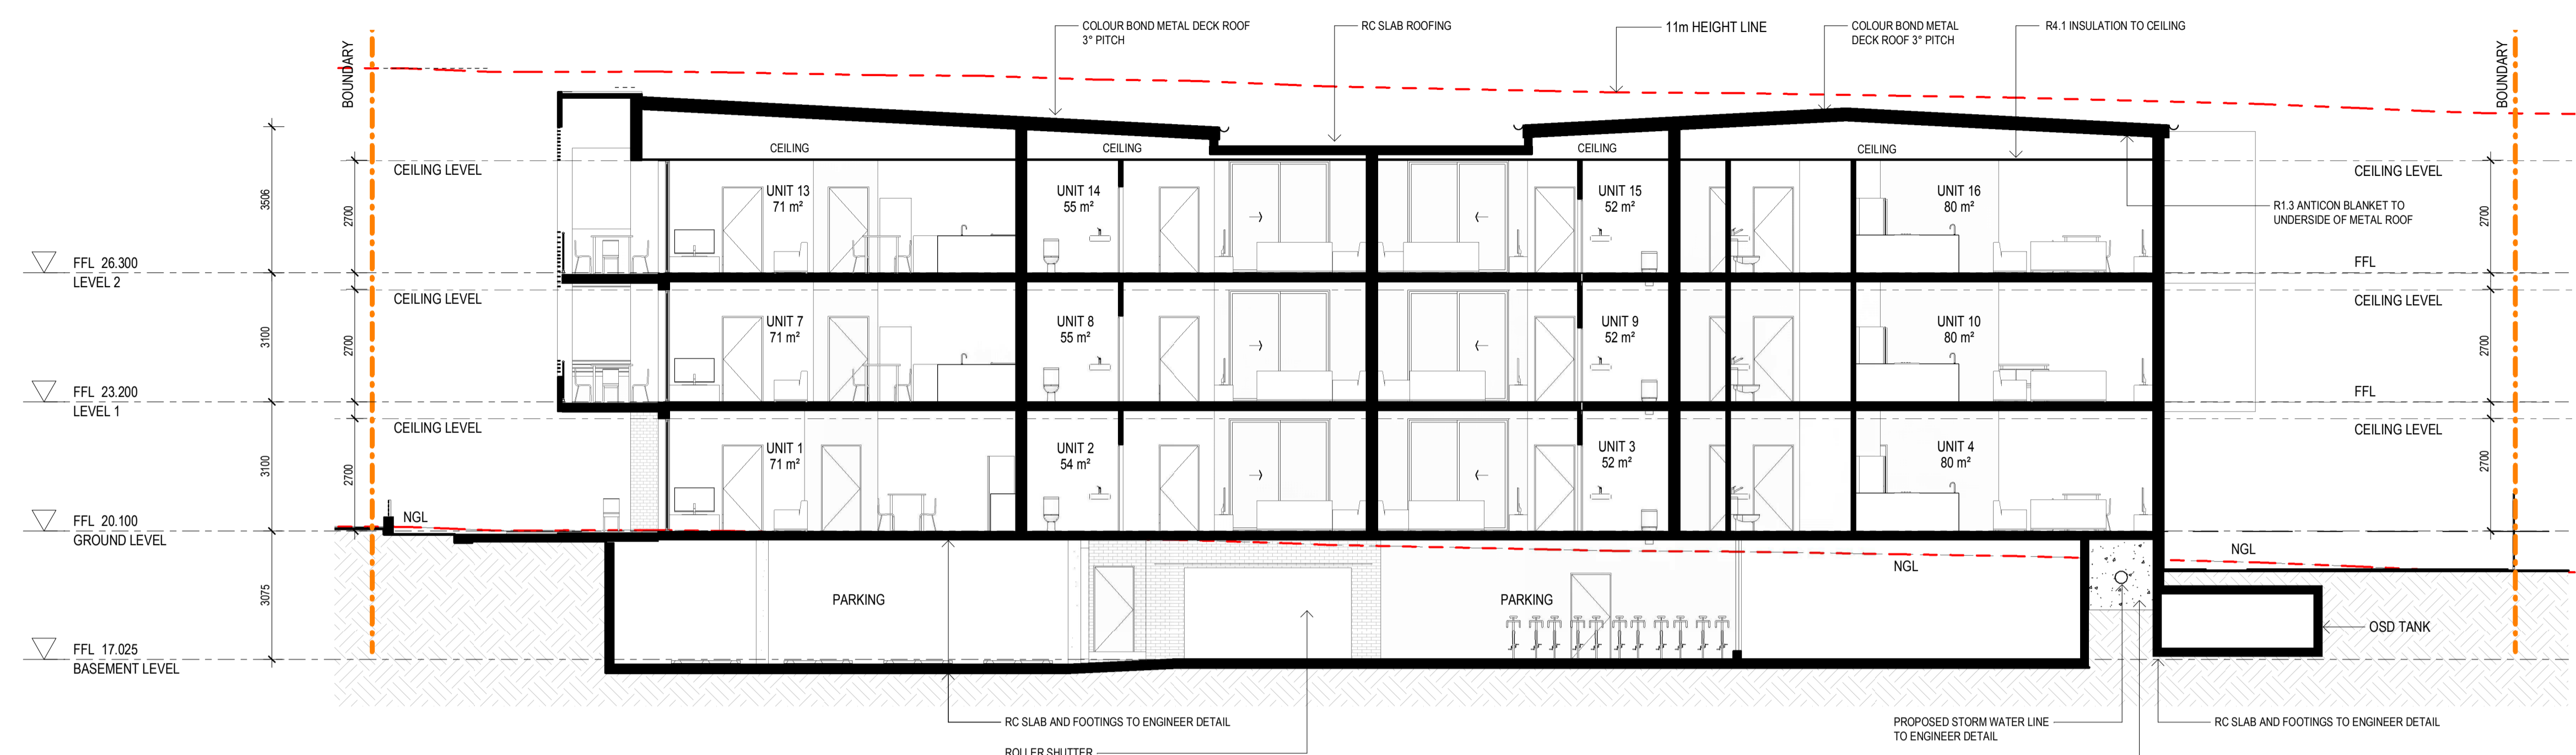 COLOUR BOND METAL DECK ROOF
3° PITCH
RC SLAB ROOFING
11m HEIGHT LINE
COLOUR BOND METAL
DECK ROOF 3° PITCH
R4.1 INSULATION TO CEILING
BOUNDARY
BOUNDARY
CEILING
CEILING
CEILING
CEILING
CEILING LEVEL
CEILING LEVEL
3506
2700
UNIT 13
71 m²
UNIT 14
55 m²
UNIT 15
52 m²
UNIT 16
80 m²
2700
R1.3 ANTICON BLANKET TO
UNDERSIDE OF METAL ROOF
FFL 26.300
LEVEL 2
FFL
CEILING LEVEL
CEILING LEVEL
3100
2700
UNIT 7
71 m²
UNIT 8
55 m²
UNIT 9
52 m²
UNIT 10
80 m²
2700
FFL 23.200
LEVEL 1
FFL
CEILING LEVEL
CEILING LEVEL
3100
2700
UNIT 1
71 m²
UNIT 2
54 m²
UNIT 3
52 m²
UNIT 4
80 m²
2700
FFL 20.100
GROUND LEVEL
NGL
NGL
NGL
3075
PARKING
PARKING
OSD TANK
FFL 17.025
BASEMENT LEVEL
RC SLAB AND FOOTINGS TO ENGINEER DETAIL
PROPOSED STORM WATER LINE
TO ENGINEER DETAIL
RC SLAB AND FOOTINGS TO ENGINEER DETAIL
ROLLER SHUTTER